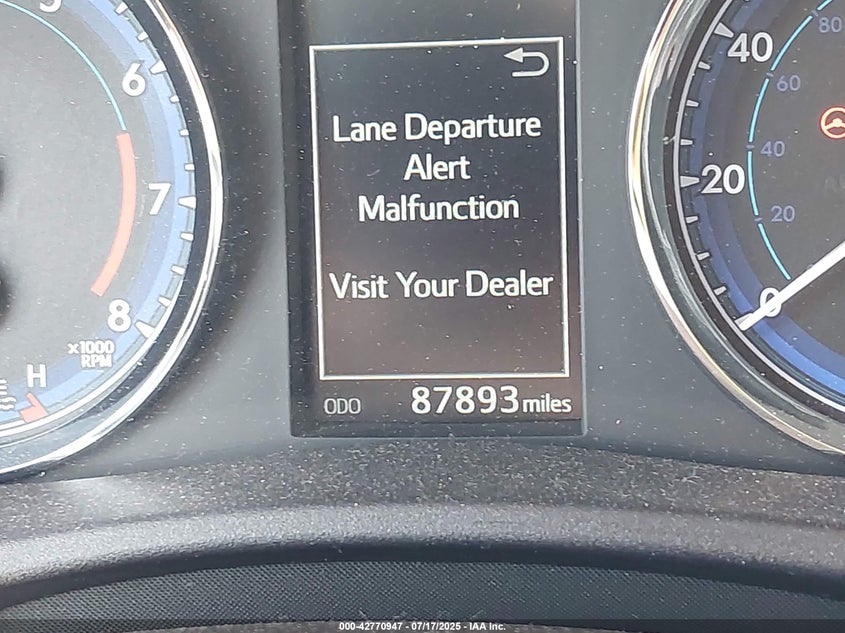 5
6
7
8
x1000
RPM
H
Lane Departure
Alert
Malfunction
Visit Your Dealer
ODO 87893 miles
80
40
60
40
20
20
0
000-42770947 - 07/17/2025 - IAA Inc.